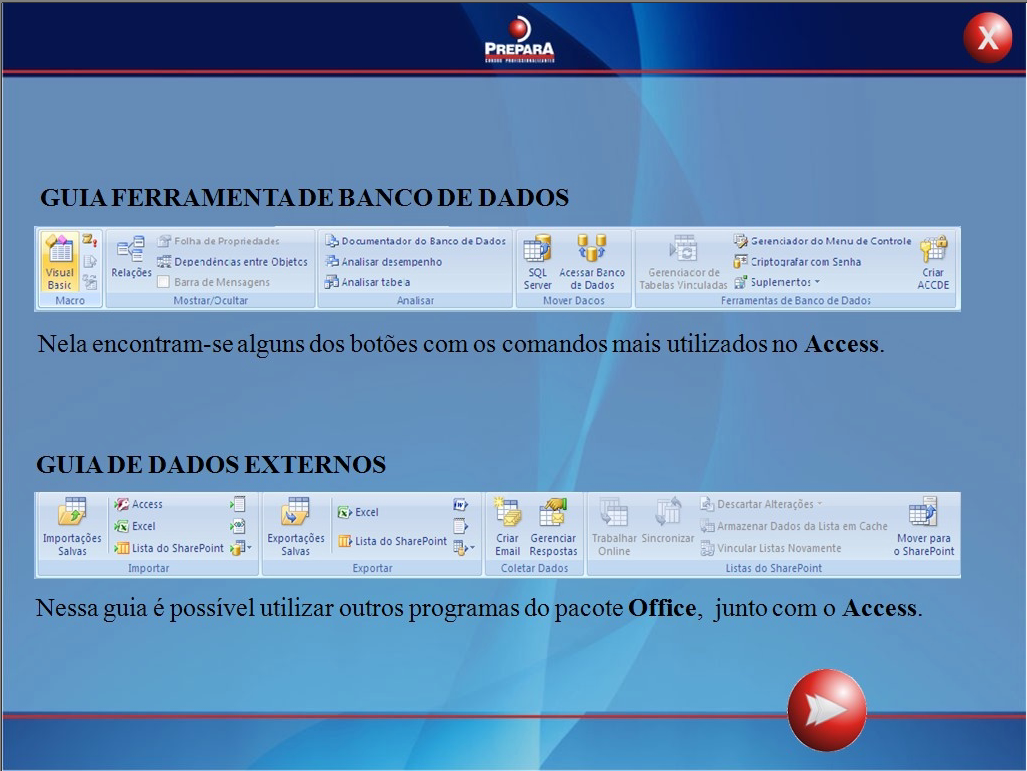 PREPARA
CURSOS PROFISSIONALIZANTES
X
GUIA FERRAMENTA DE BANCO DE DADOS
Visual Basic
Macro
Relações
Folha de Propriedades
Dependências entre Objetos
Barra de Mensagens
Mostrar/Ocultar
Documentador do Banco de Dados
Analisar desempenho
Analisar tabela
Analisar
SQL Server
Acessar Banco de Dados
Mover Dados
Gerenciador de Tabelas Vinculadas
Gerenciador do Menu de Controle
Criptografar com Senha
Suplementos
Criar ACCDE
Ferramentas de Banco de Dados
Nela encontram-se alguns dos botões com os comandos mais utilizados no Access.
GUIA DE DADOS EXTERNOS
Importações Salvas
Access
Excel
Lista do SharePoint
Importar
Exportações Salvas
Excel
Lista do SharePoint
Exportar
Criar Email
Gerenciar Respostas
Coletar Dados
Trabalhar Online
Sincronizar
Descartar Alterações
Armazenar Dados da Lista em Cache
Vincular Listas Novamente
Mover para o SharePoint
Listas do SharePoint
Nessa guia é possível utilizar outros programas do pacote Office, junto com o Access.